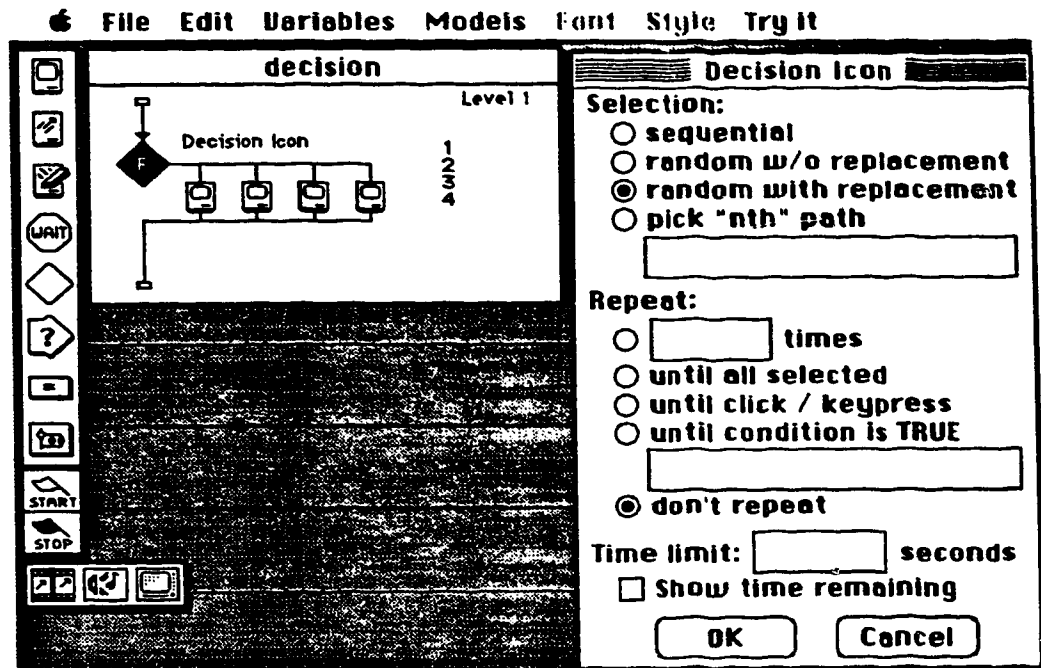 File Edit Variables Models Font Style Try it
decision
Level 1
Decision Icon
F
1
2
3
4
WAIT
?
=
START
STOP
Decision Icon
Selection:
sequential
random w/o replacement
random with replacement
pick "nth" path
Repeat:
times
until all selected
until click / keypress
until condition is TRUE
don't repeat
Time limit: seconds
Show time remaining
OK Cancel